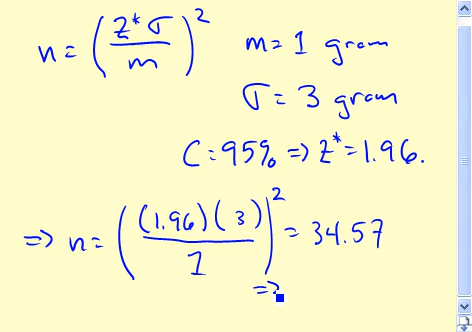 n = (z* σ / m)²   m = 1 gram
σ = 3 gram
C = 95% => z* = 1.96.
=> n = ((1.96)(3) / 1)² = 34.57
=>